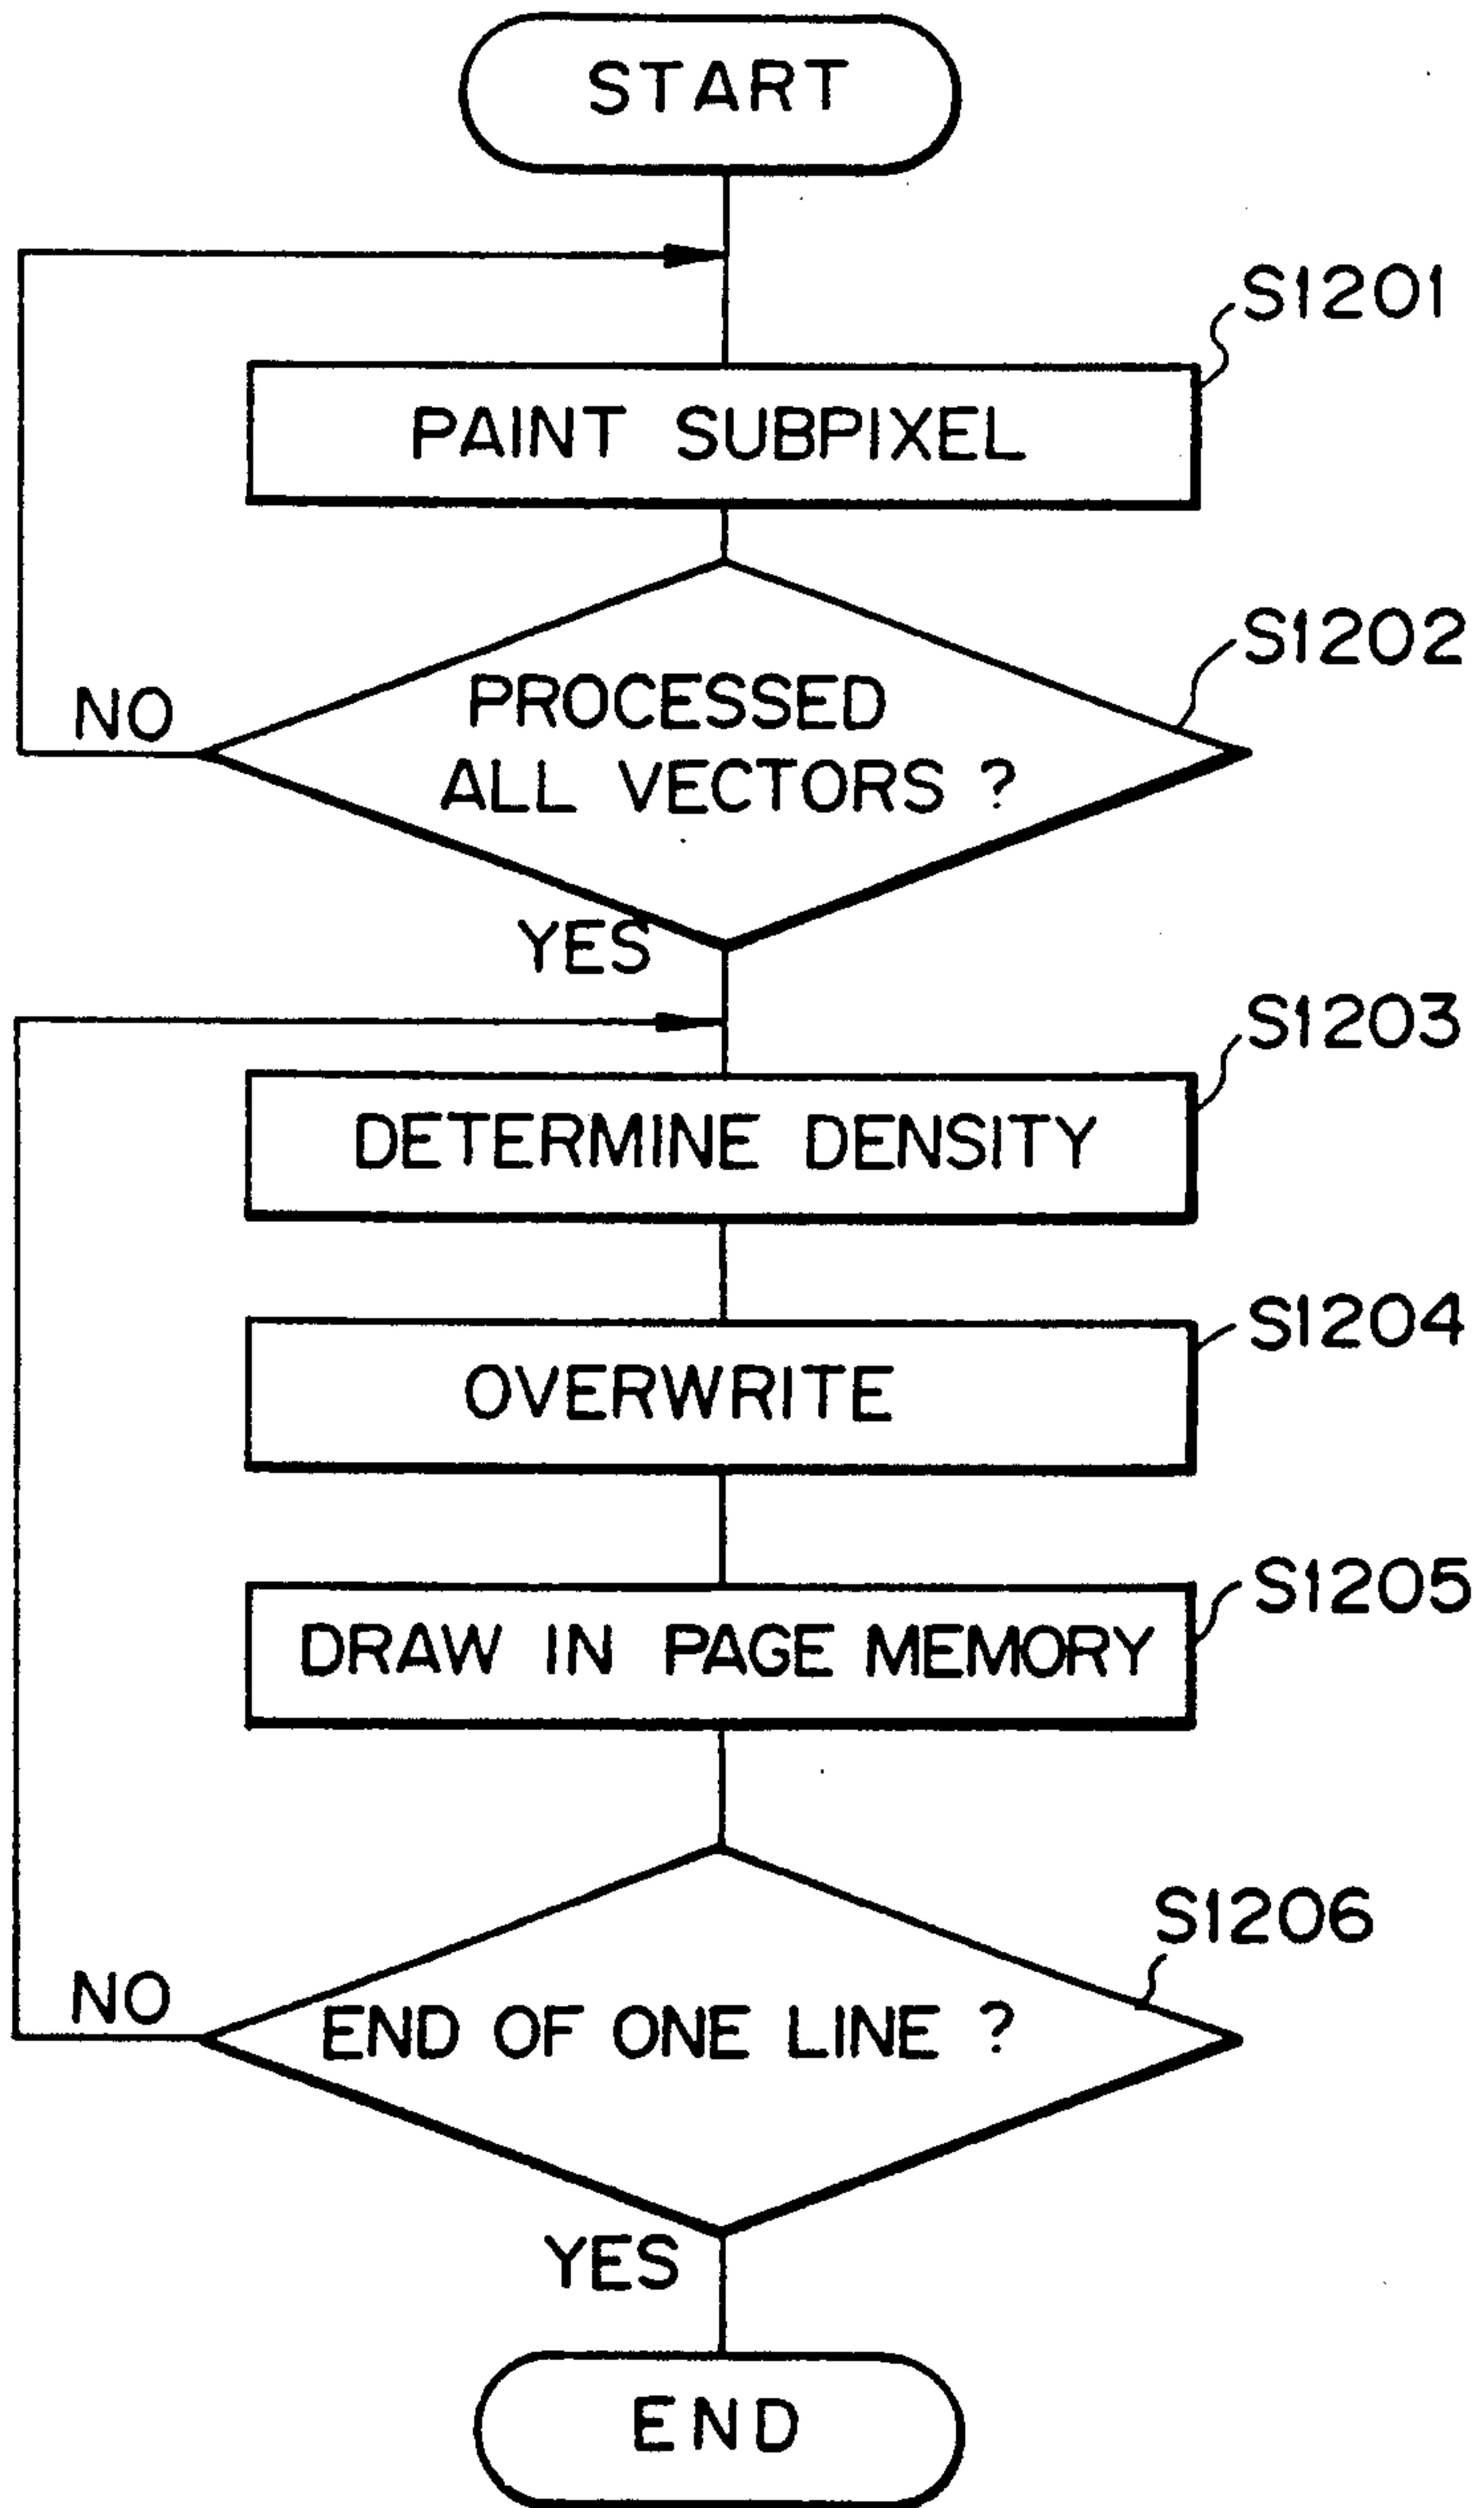 START
S1201
PAINT SUBPIXEL
S1202
NO
PROCESSED
ALL VECTORS ?
YES
S1203
DETERMINE DENSITY
S1204
OVERWRITE
S1205
DRAW IN PAGE MEMORY
S1206
NO
END OF ONE LINE ?
YES
END